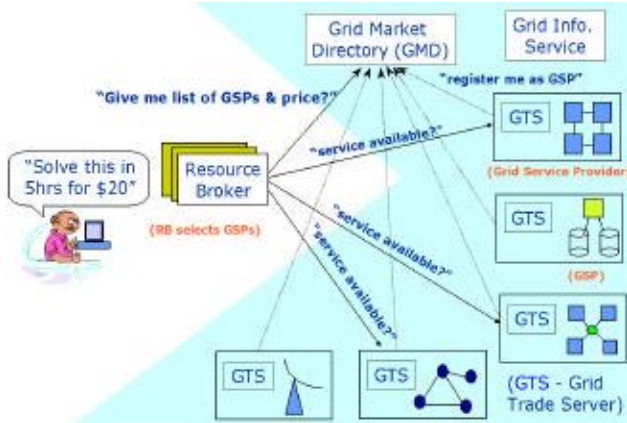 Grid Market
Directory (GMD)
Grid Info.
Service
"register me as GSP"
"Give me list of GSPs & price?"
GTS
"service available?"
(Grid Service Provider
"Solve this in
5hrs for $20"
Resource
Broker
(RB selects GSPs)
GTS
"service available?"
"service available?"
(GSP)
GTS
GTS
GTS
(GTS - Grid
Trade Server)